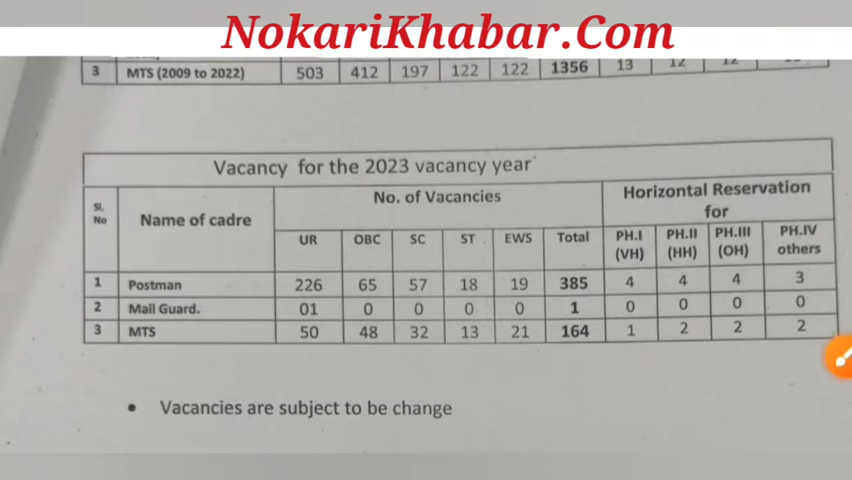 NokariKhabar.Com
3 MTS (2009 to 2022) 503 412 197 122 122 1356 13 12 12
Vacancy for the 2023 vacancy year
Sl. No Name of cadre No. of Vacancies Horizontal Reservation for
UR OBC SC ST EWS Total PH.I (VH) PH.II (HH) PH.III (OH) PH.IV others
1 Postman 226 65 57 18 19 385 4 4 4 3
2 Mail Guard. 01 0 0 0 0 1 0 0 0 0
3 MTS 50 48 32 13 21 164 1 2 2 2
• Vacancies are subject to be change